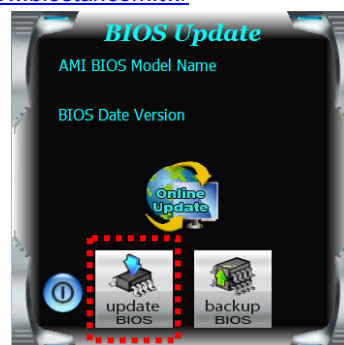 BIOS Update
AMI BIOS Model Name
BIOS Date Version
Online
Update
update
BIOS
backup
BIOS